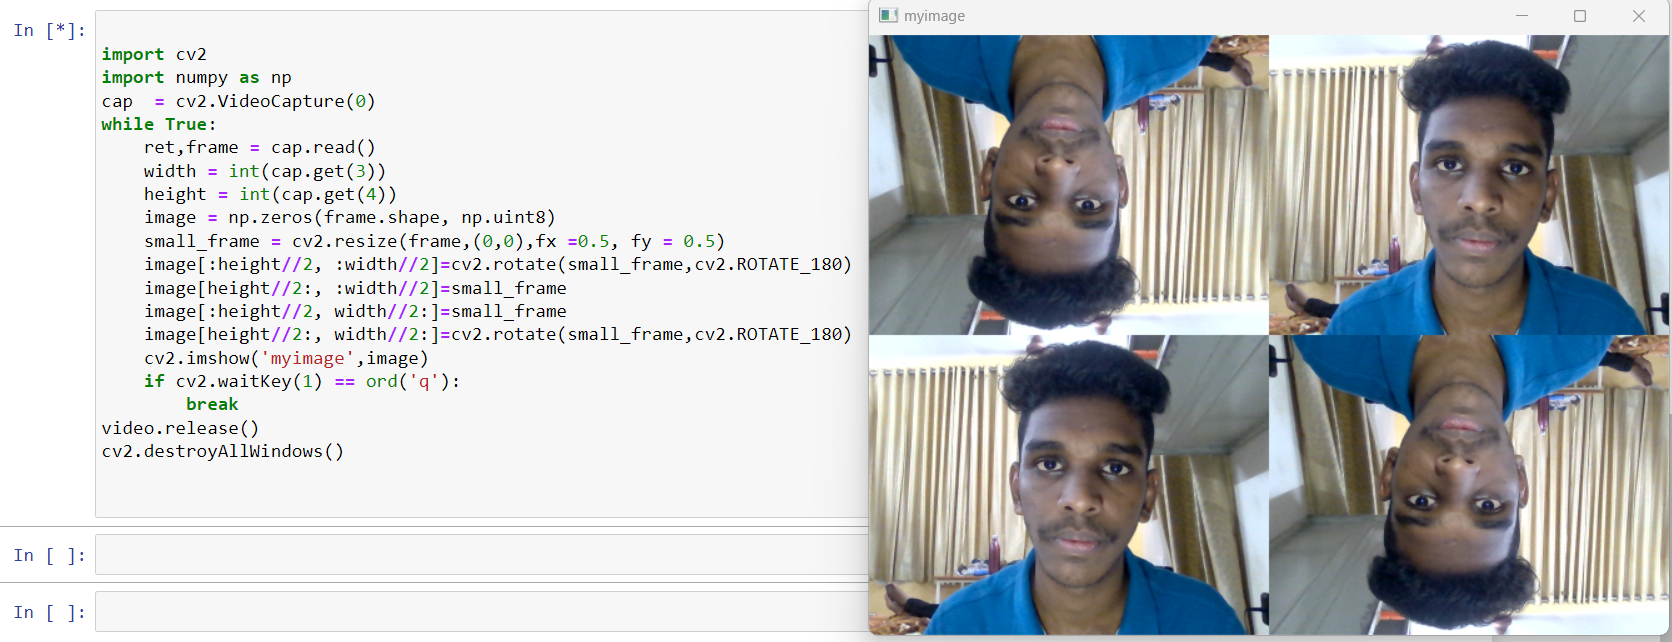 In [*]:
import cv2
import numpy as np
cap  = cv2.VideoCapture(0)
while True:
    ret,frame = cap.read()
    width = int(cap.get(3))
    height = int(cap.get(4))
    image = np.zeros(frame.shape, np.uint8)
    small_frame = cv2.resize(frame,(0,0),fx =0.5, fy = 0.5)
    image[:height//2, :width//2]=cv2.rotate(small_frame,cv2.ROTATE_180)
    image[height//2:, :width//2]=small_frame
    image[:height//2, width//2:]=small_frame
    image[height//2:, width//2:]=cv2.rotate(small_frame,cv2.ROTATE_180)
    cv2.imshow('myimage',image)
    if cv2.waitKey(1) == ord('q'):
        break
video.release()
cv2.destroyAllWindows()
In [ ]:
In [ ]:
myimage